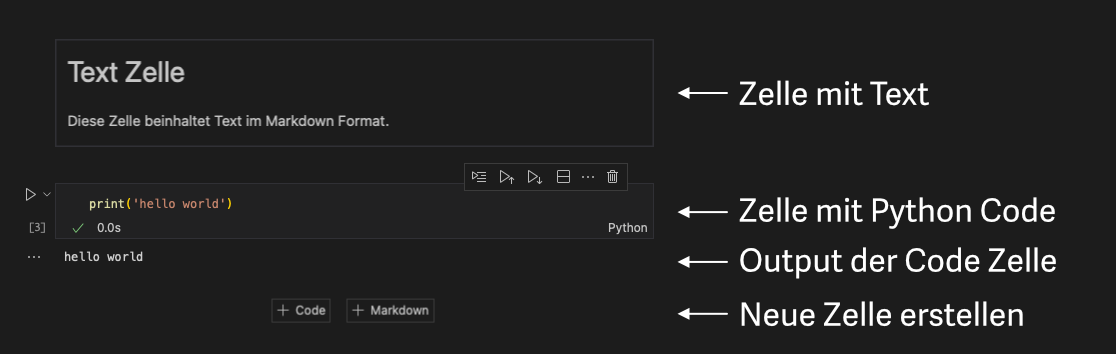 Text Zelle
Diese Zelle beinhaltet Text im Markdown Format.
Zelle mit Text
print('hello world')
[3] 0.0s Python
Zelle mit Python Code
hello world
Output der Code Zelle
+ Code + Markdown
Neue Zelle erstellen